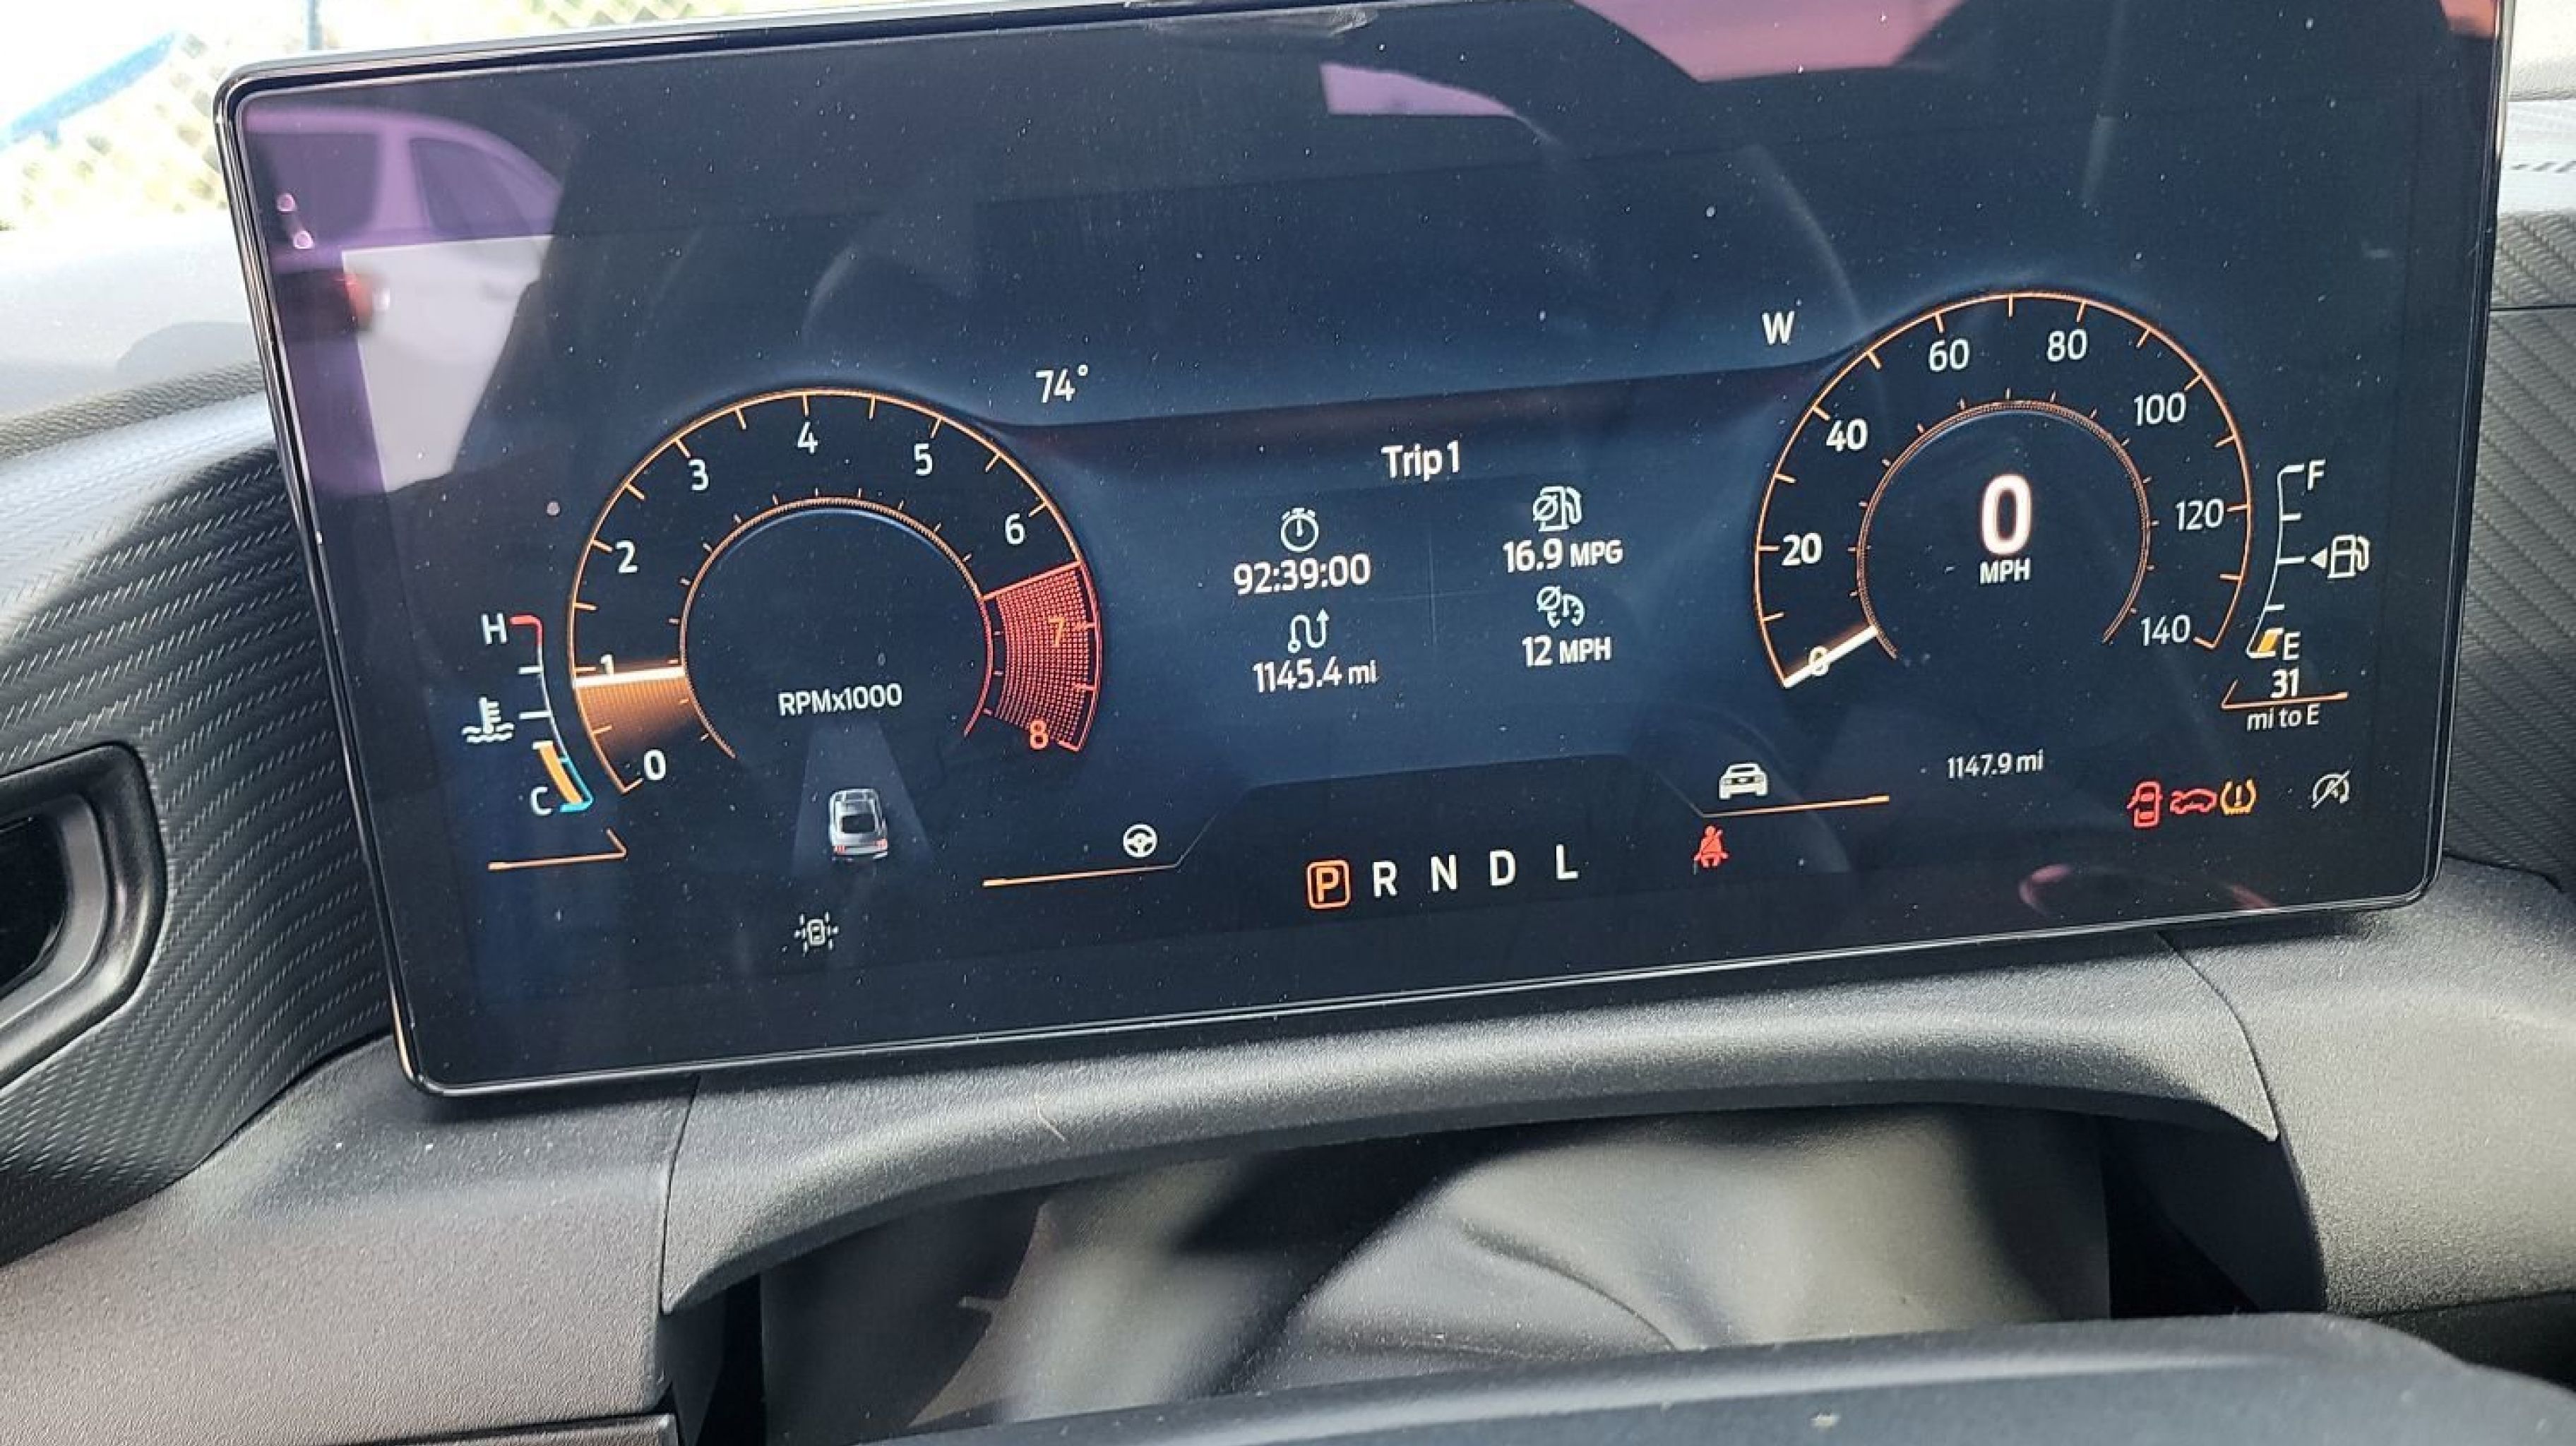 74°
W
Trip 1
92:39:00
16.9 MPG
1145.4 mi
12 MPH
0
1
2
3
4
5
6
7
8
RPMx1000
H
C
0
20
40
60
80
100
120
140
0
MPH
F
E
31
mi to E
1147.9 mi
P R N D L